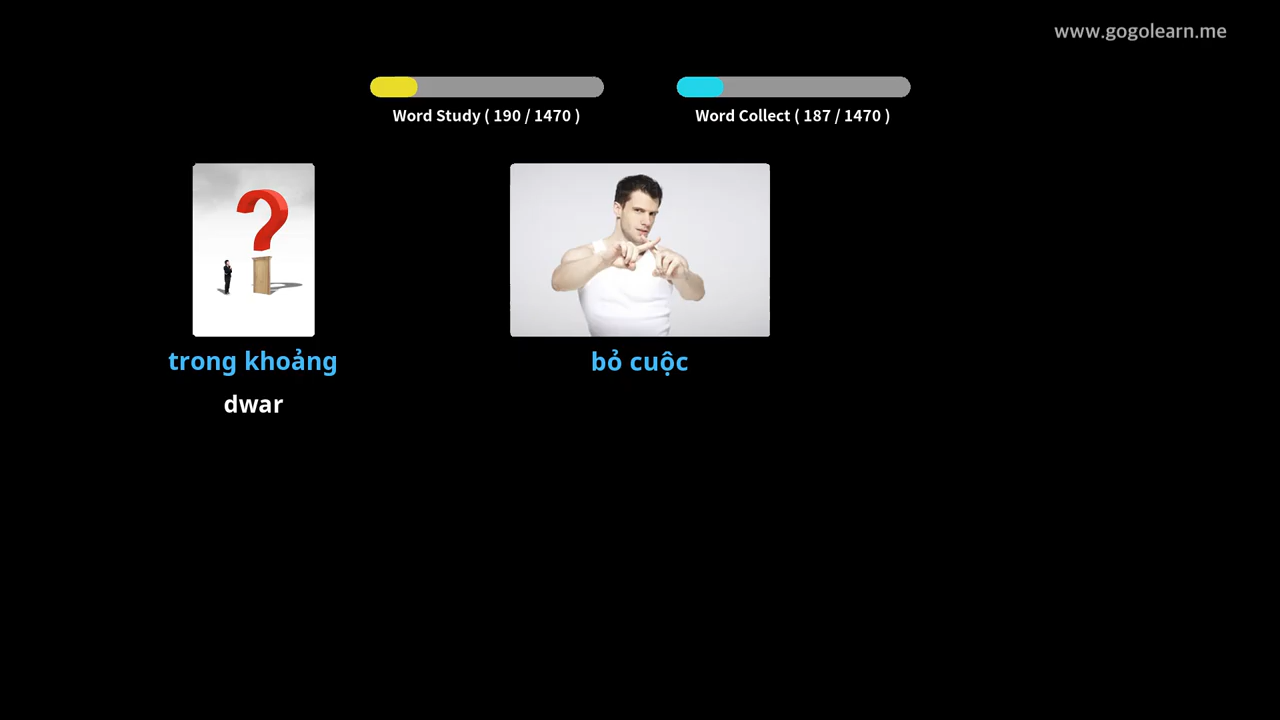 www.gogolearn.me
Word Study ( 190 / 1470 )
Word Collect ( 187 / 1470 )
trong khoảng
dwar
bỏ cuộc